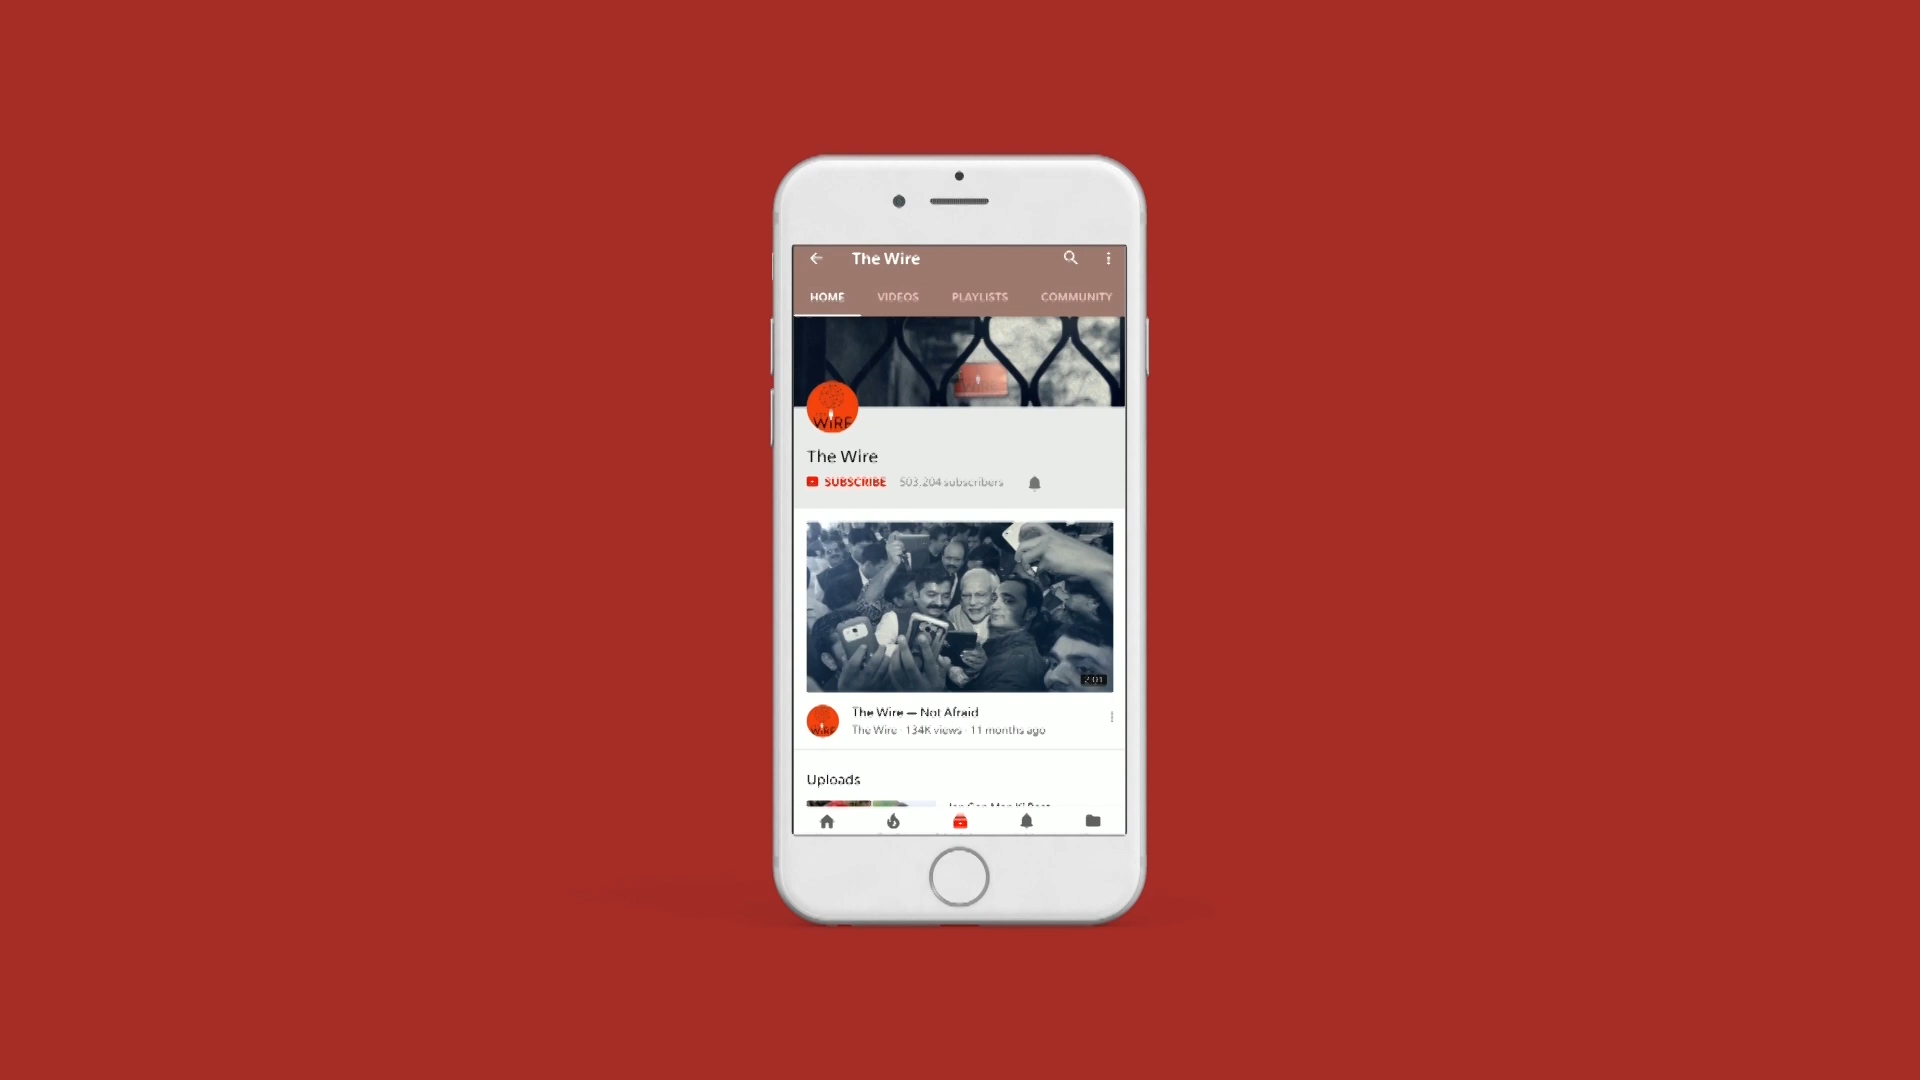 The Wire
HOME VIDEOS PLAYLISTS COMMUNITY
WIRE
The Wire
SUBSCRIBE 503,204 subscribers
2:01
The Wire — Not Afraid
WIRE
The Wire · 134K views · 11 months ago
Uploads